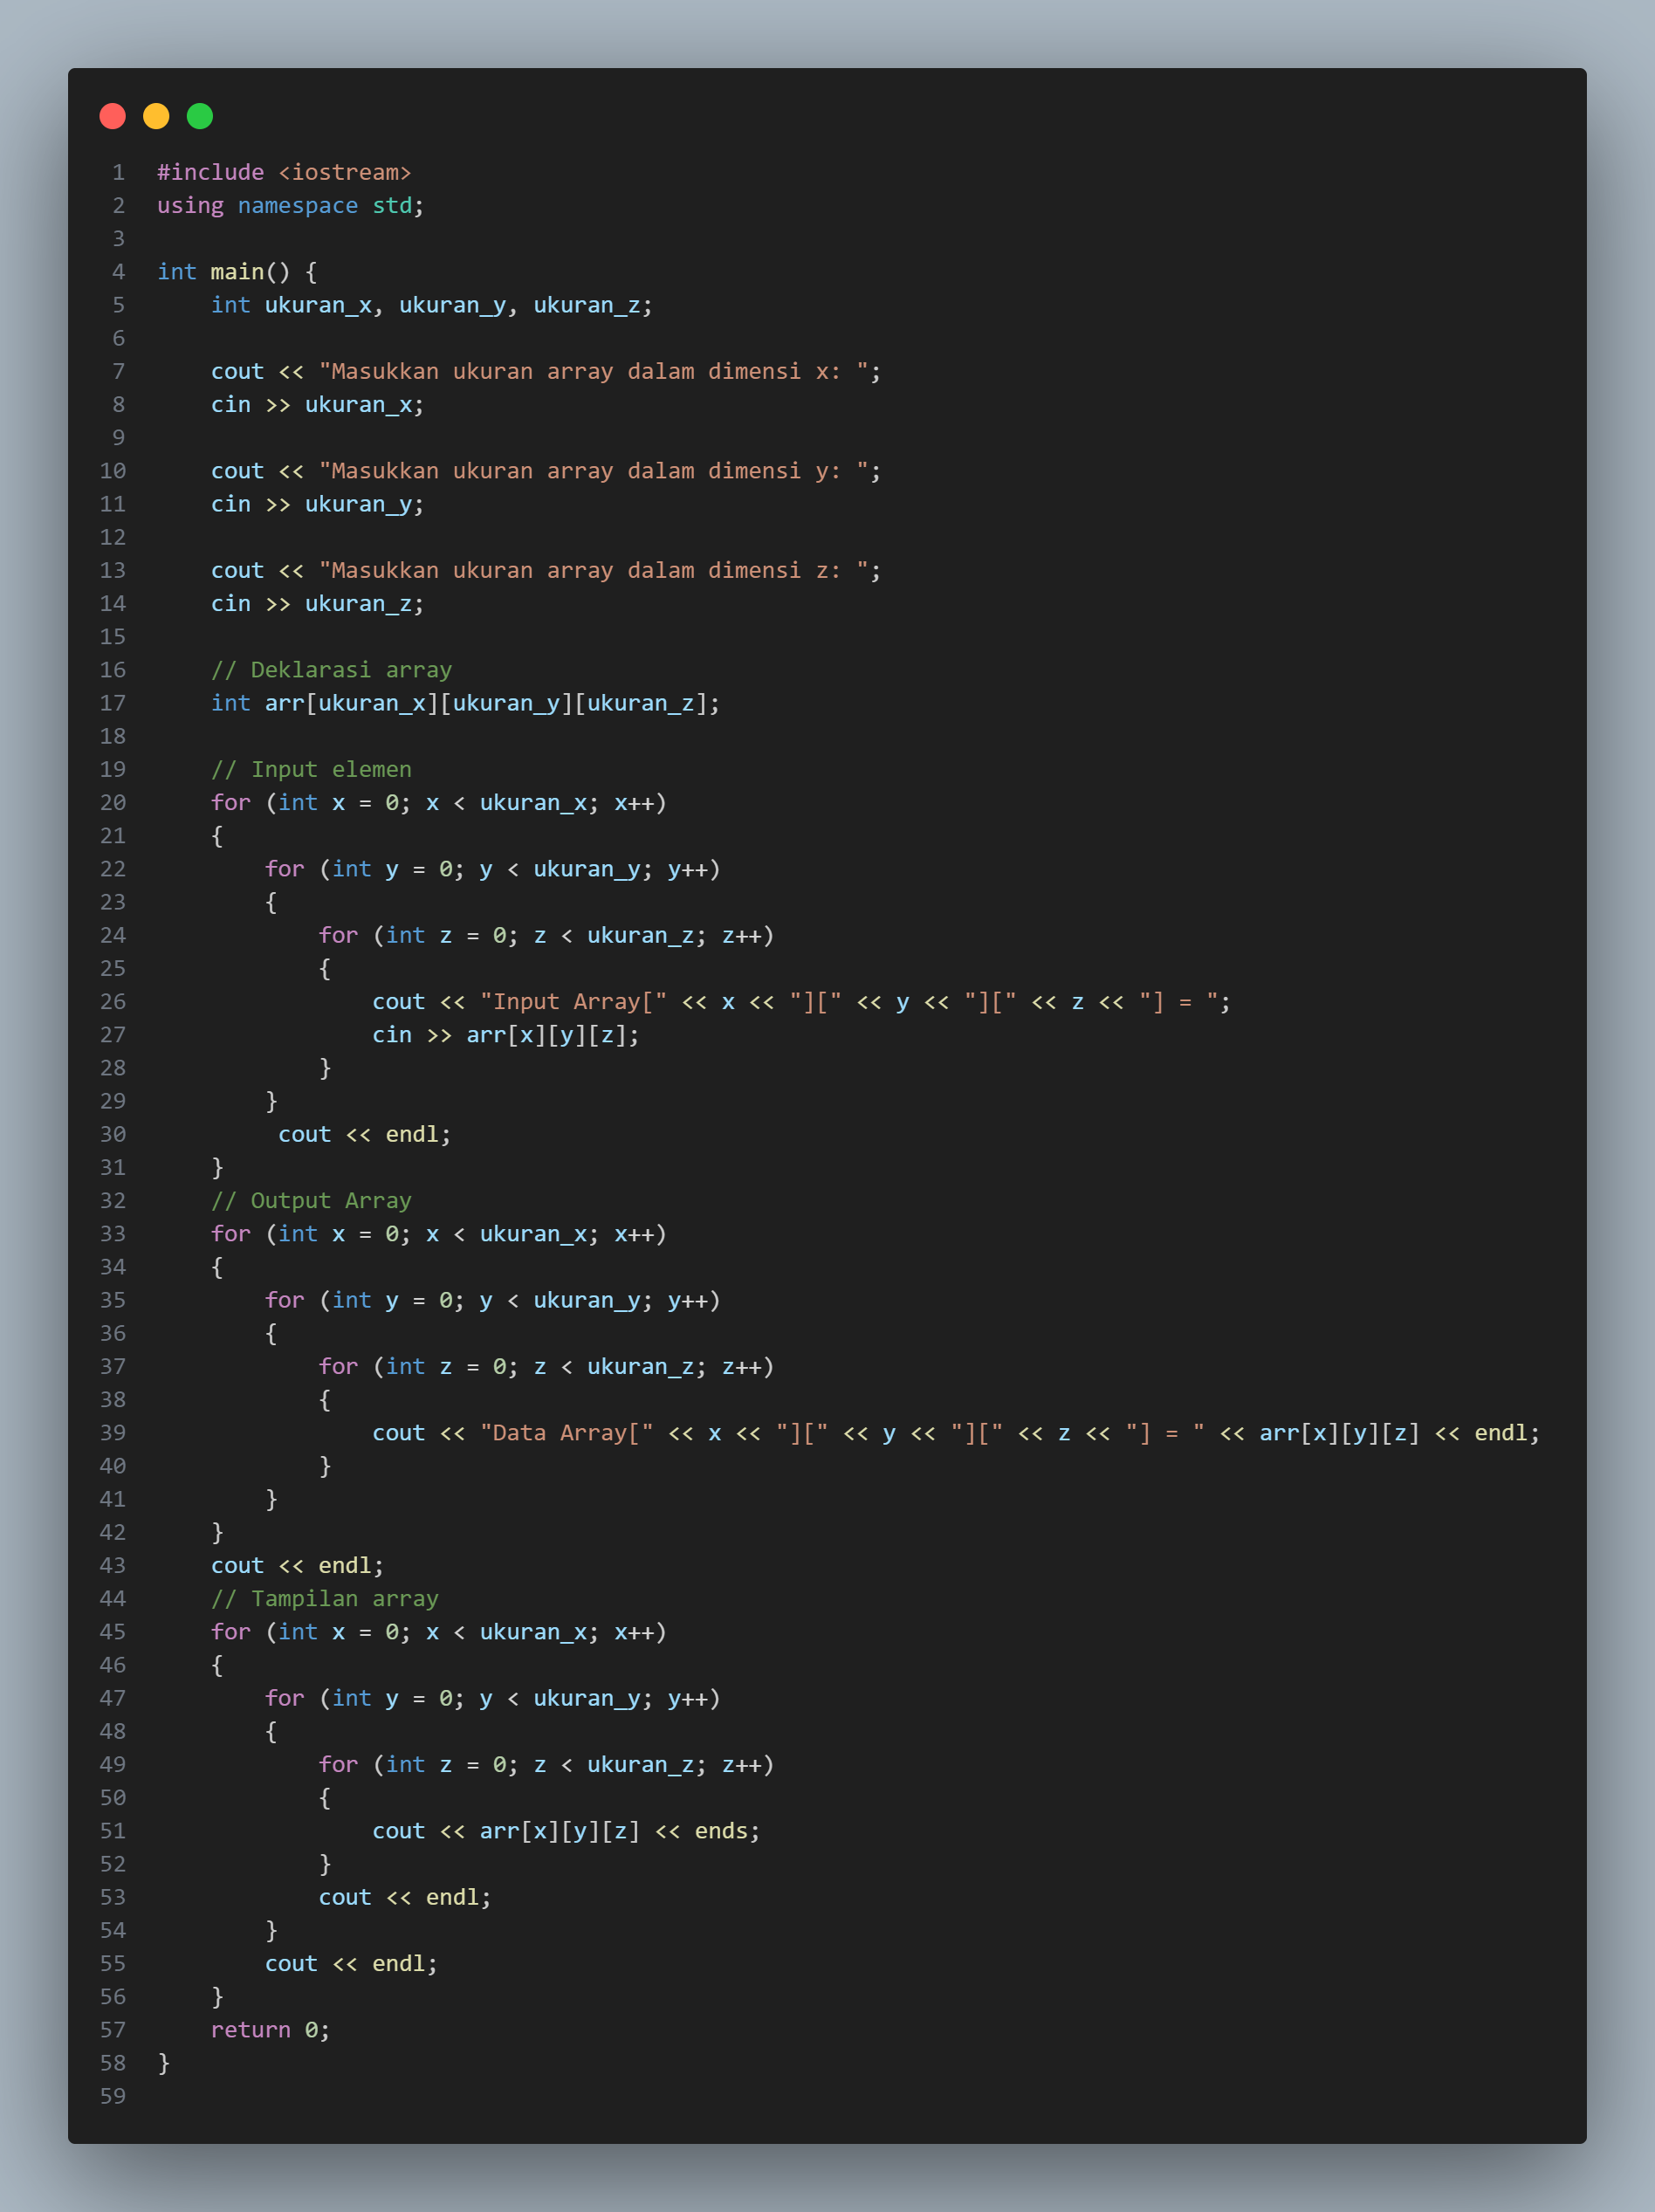 1 #include <iostream>
2 using namespace std;
3
4 int main() {
5     int ukuran_x, ukuran_y, ukuran_z;
6
7     cout << "Masukkan ukuran array dalam dimensi x: ";
8     cin >> ukuran_x;
9
10     cout << "Masukkan ukuran array dalam dimensi y: ";
11     cin >> ukuran_y;
12
13     cout << "Masukkan ukuran array dalam dimensi z: ";
14     cin >> ukuran_z;
15
16     // Deklarasi array
17     int arr[ukuran_x][ukuran_y][ukuran_z];
18
19     // Input elemen
20     for (int x = 0; x < ukuran_x; x++)
21     {
22         for (int y = 0; y < ukuran_y; y++)
23         {
24             for (int z = 0; z < ukuran_z; z++)
25             {
26                 cout << "Input Array[" << x << "][" << y << "][" << z << "] = ";
27                 cin >> arr[x][y][z];
28             }
29         }
30          cout << endl;
31     }
32     // Output Array
33     for (int x = 0; x < ukuran_x; x++)
34     {
35         for (int y = 0; y < ukuran_y; y++)
36         {
37             for (int z = 0; z < ukuran_z; z++)
38             {
39                 cout << "Data Array[" << x << "][" << y << "][" << z << "] = " << arr[x][y][z] << endl;
40             }
41         }
42     }
43     cout << endl;
44     // Tampilan array
45     for (int x = 0; x < ukuran_x; x++)
46     {
47         for (int y = 0; y < ukuran_y; y++)
48         {
49             for (int z = 0; z < ukuran_z; z++)
50             {
51                 cout << arr[x][y][z] << ends;
52             }
53             cout << endl;
54         }
55         cout << endl;
56     }
57     return 0;
58 }
59